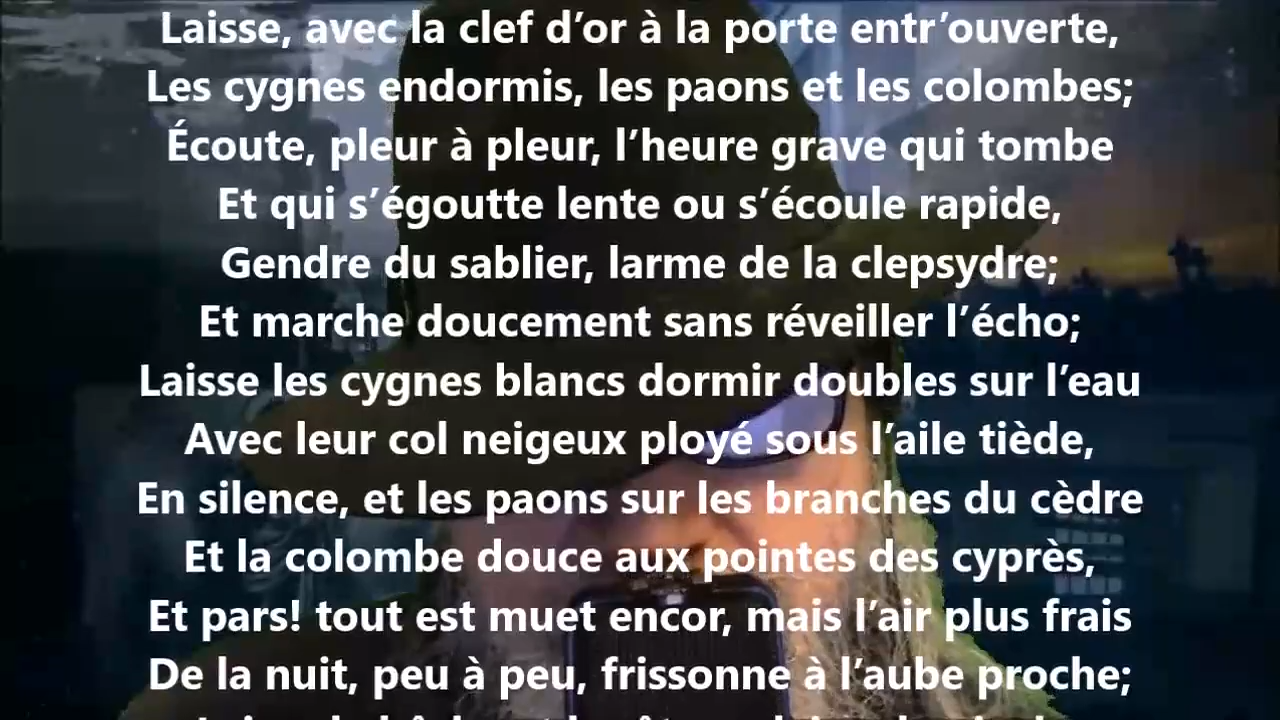 Laisse, avec la clef d’or à la porte entr’ouverte,
Les cygnes endormis, les paons et les colombes;
Écoute, pleur à pleur, l’heure grave qui tombe
Et qui s’égoutte lente ou s’écoule rapide,
Gendre du sablier, larme de la clepsydre;
Et marche doucement sans réveiller l’écho;
Laisse les cygnes blancs dormir doubles sur l’eau
Avec leur col neigeux ployé sous l’aile tiède,
En silence, et les paons sur les branches du cèdre
Et la colombe douce aux pointes des cyprès,
Et pars! tout est muet encor, mais l’air plus frais
De la nuit, peu à peu, frissonne à l’aube proche;